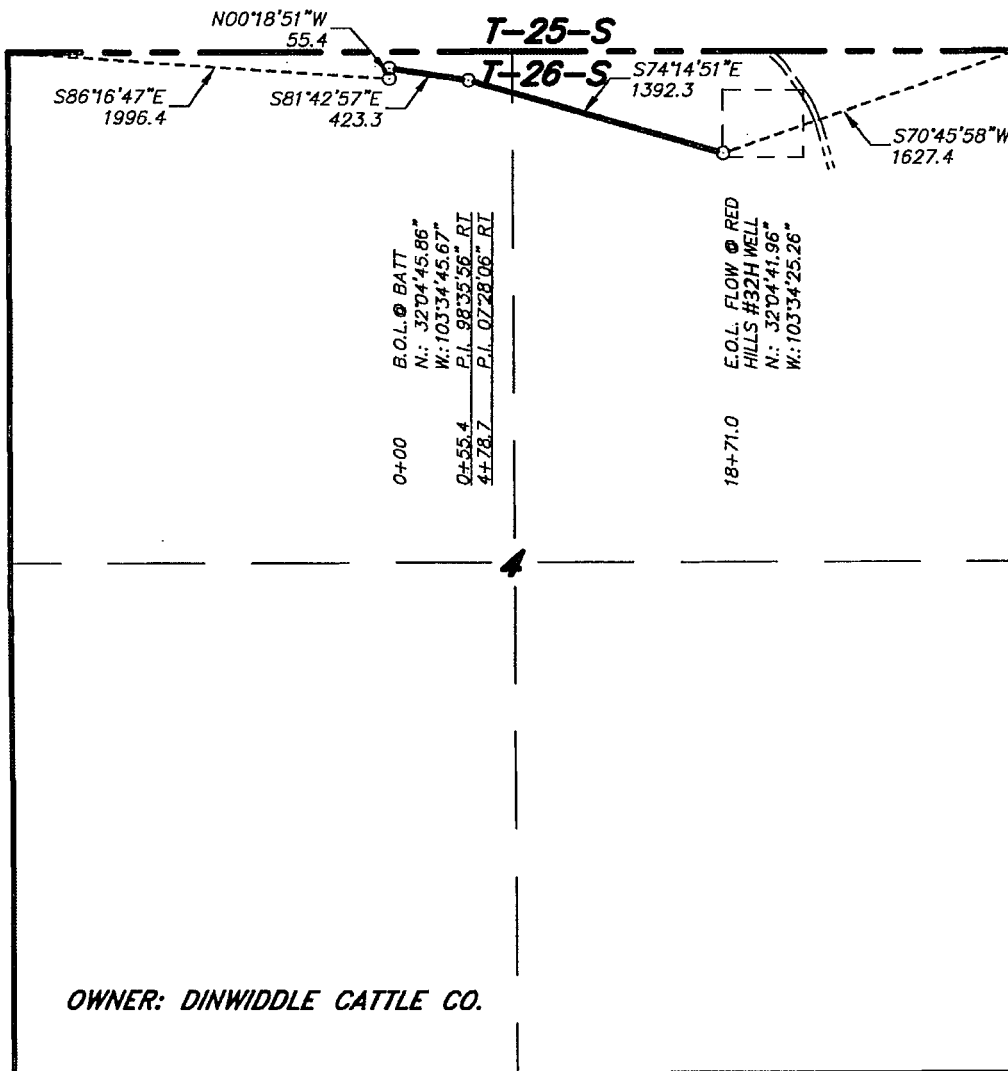 N00°18'51"W
55.4
T-25-S
T-26-S
S86°16'47"E
1996.4
S81°42'57"E
423.3
S74°14'51"E
1392.3
S70°45'58"W
1627.4
0+00 B.O.L.@ BATT
N.: 32°04'45.86"
W.:103°34'45.67"
0+55.4 P.I. 98°35'56" RT
4+78.7 P.I. 07°28'06" RT
18+71.0 E.O.L. FLOW @ RED
HILLS #32H WELL
N.: 32°04'41.96"
W.:103°34'25.26"
4
OWNER: DINWIDDLE CATTLE CO.